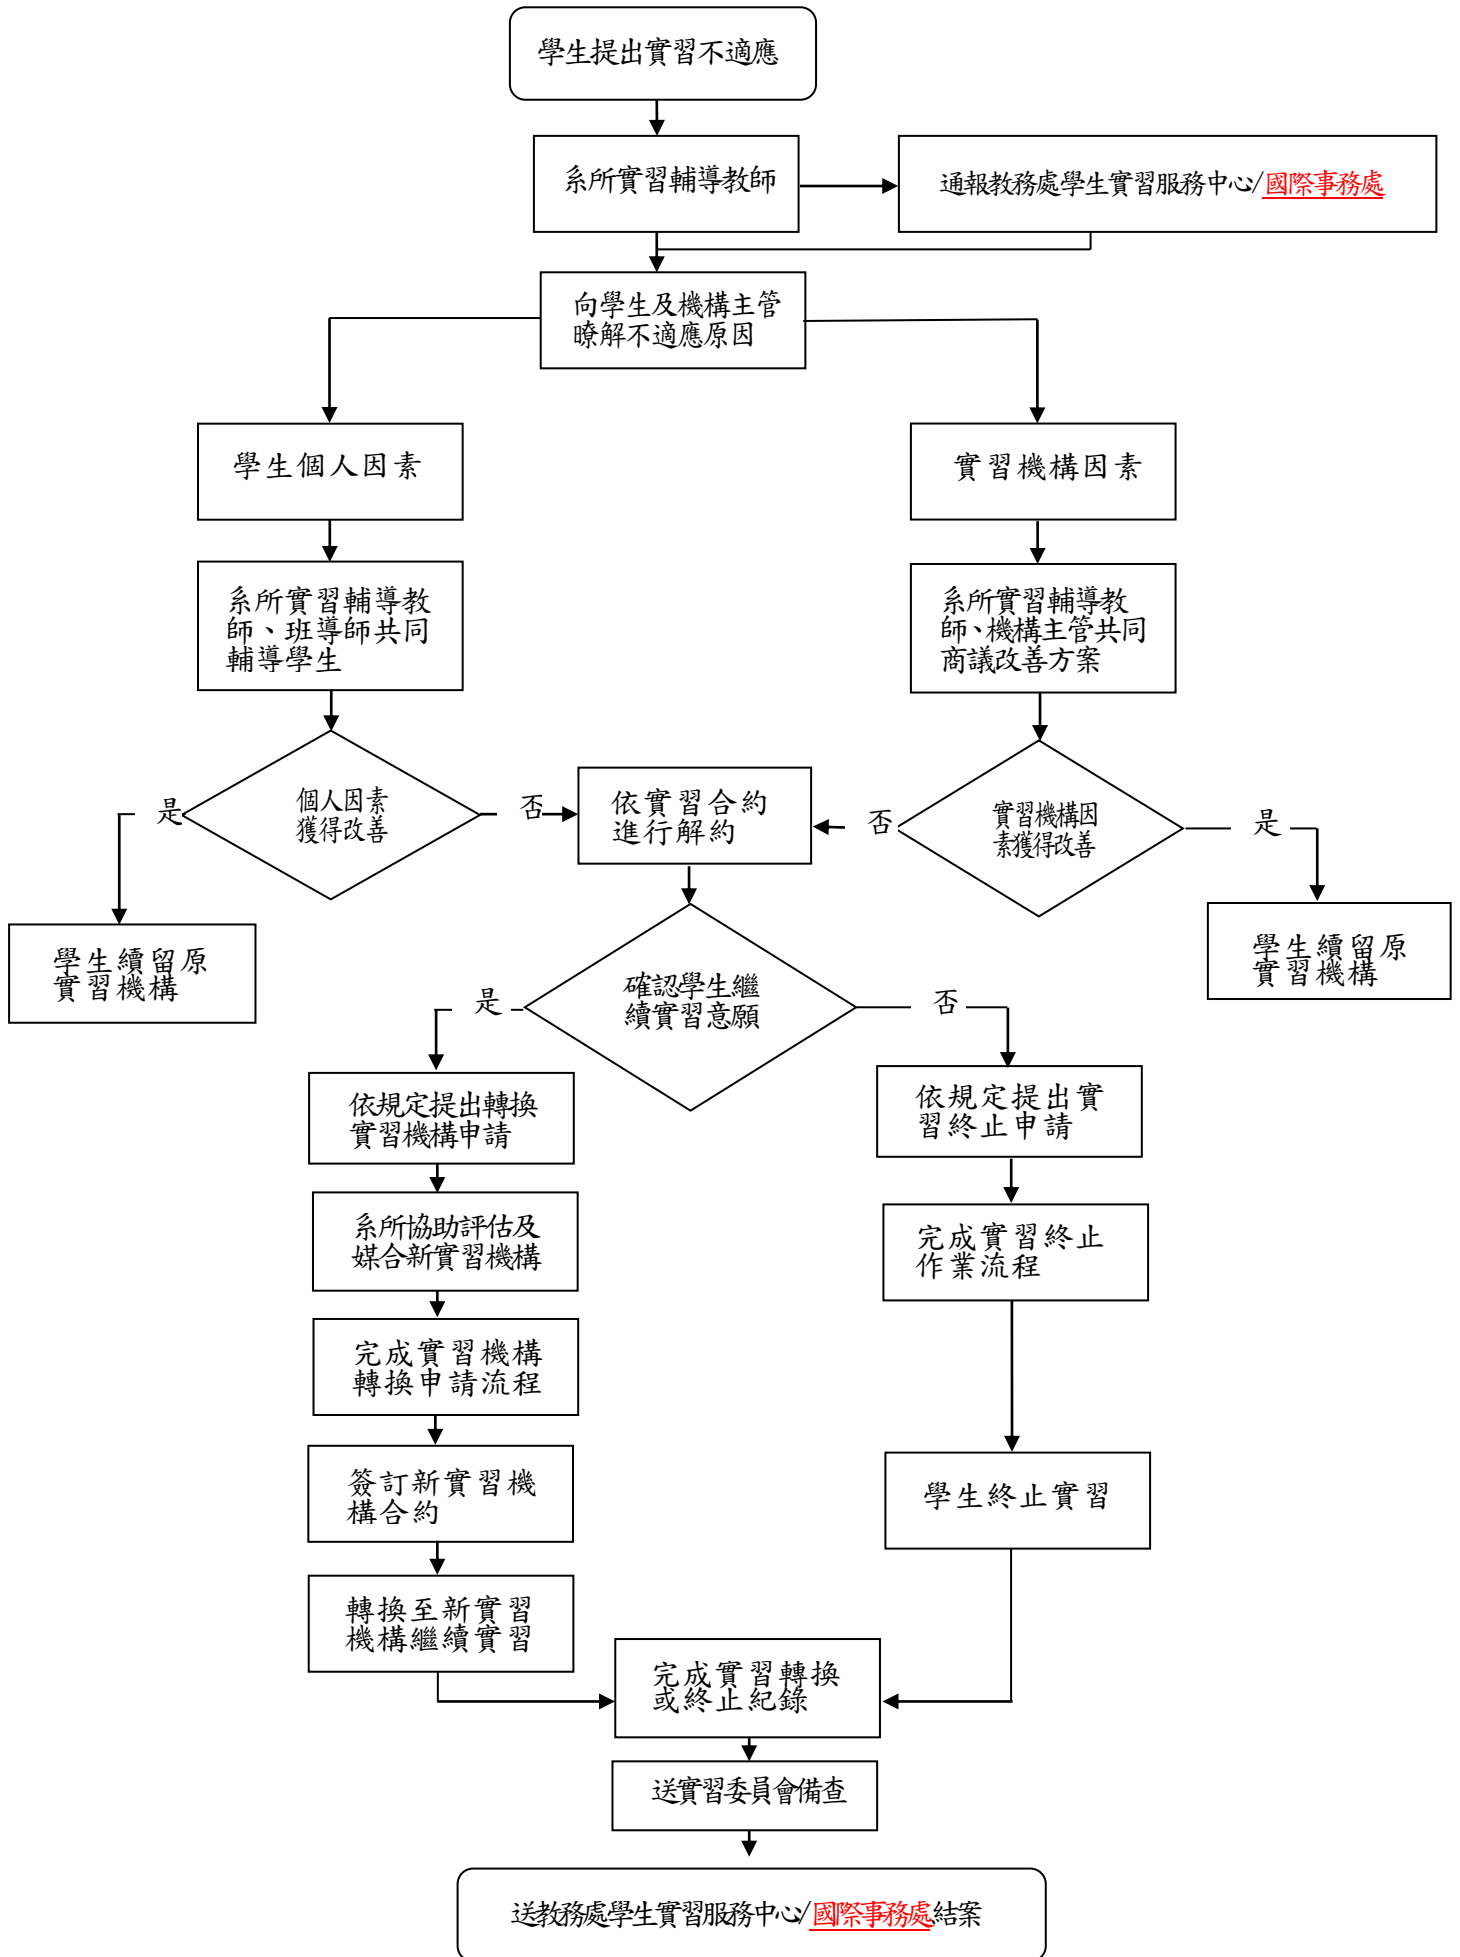 學生提出實習不適應
系所實習輔導教師
通報教務處學生實習服務中心/國際事務處
向學生及機構主管
瞭解不適應原因
學生個人因素
實習機構因素
系所實習輔導教
師、班導師共同
輔導學生
系所實習輔導教
師、機構主管共同
商議改善方案
個人因素
獲得改善
是
否
依實習合約
進行解約
實習機構因
素獲得改善
否
是
學生續留原
實習機構
學生續留原
實習機構
確認學生繼
續實習意願
是
否
依規定提出轉換
實習機構申請
依規定提出實
習終止申請
系所協助評估及
媒合新實習機構
完成實習終止
作業流程
完成實習機構
轉換申請流程
簽訂新實習機
構合約
學生終止實習
轉換至新實習
機構繼續實習
完成實習轉換
或終止紀錄
送實習委員會備查
送教務處學生實習服務中心/國際事務處結案